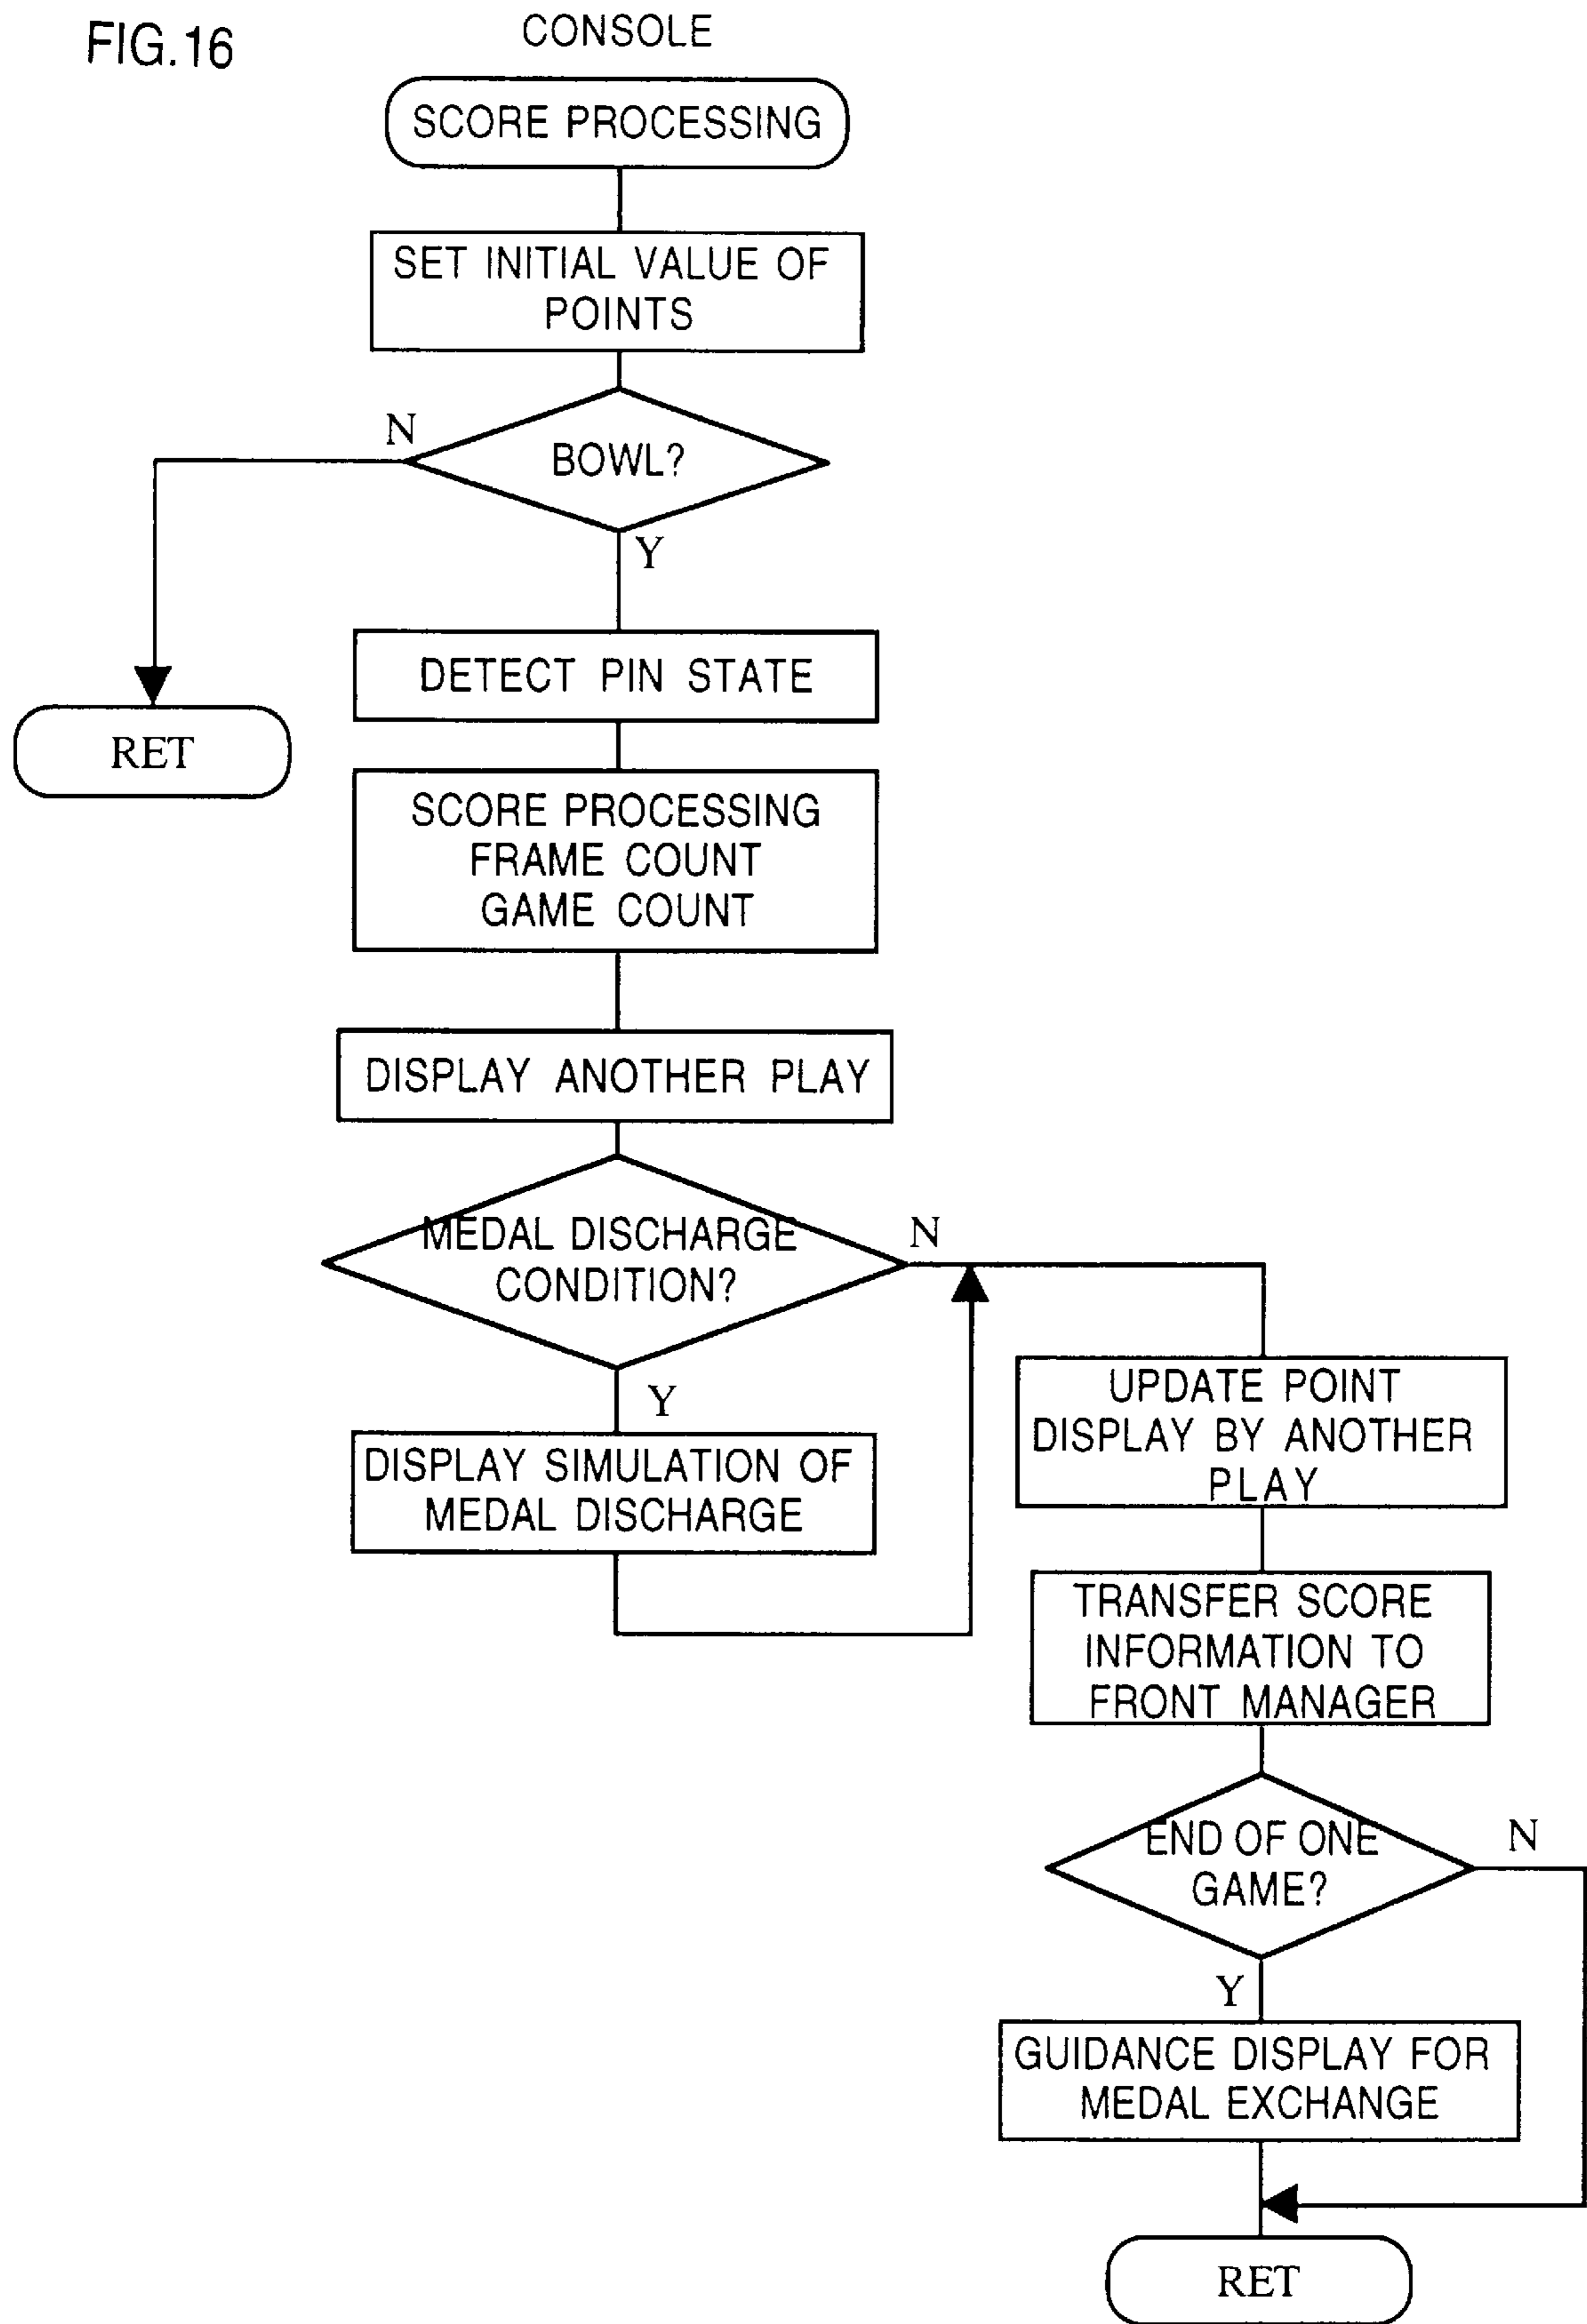 FIG.16
CONSOLE
SCORE PROCESSING
SET INITIAL VALUE OF
POINTS
N
BOWL?
Y
DETECT PIN STATE
RET
SCORE PROCESSING
FRAME COUNT
GAME COUNT
DISPLAY ANOTHER PLAY
MEDAL DISCHARGE
CONDITION?
N
Y
DISPLAY SIMULATION OF
MEDAL DISCHARGE
UPDATE POINT
DISPLAY BY ANOTHER
PLAY
TRANSFER SCORE
INFORMATION TO
FRONT MANAGER
END OF ONE
GAME?
N
Y
GUIDANCE DISPLAY FOR
MEDAL EXCHANGE
RET